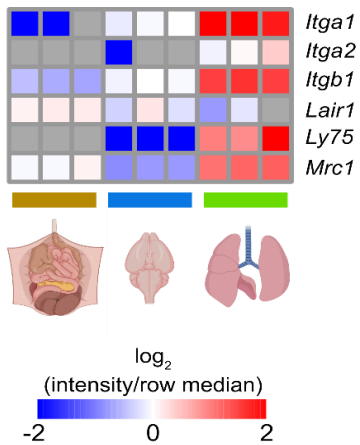 Itga1
Itga2
Itgb1
Lair1
Ly75
Mrc1
log2
(intensity/row median)
-2 0 2